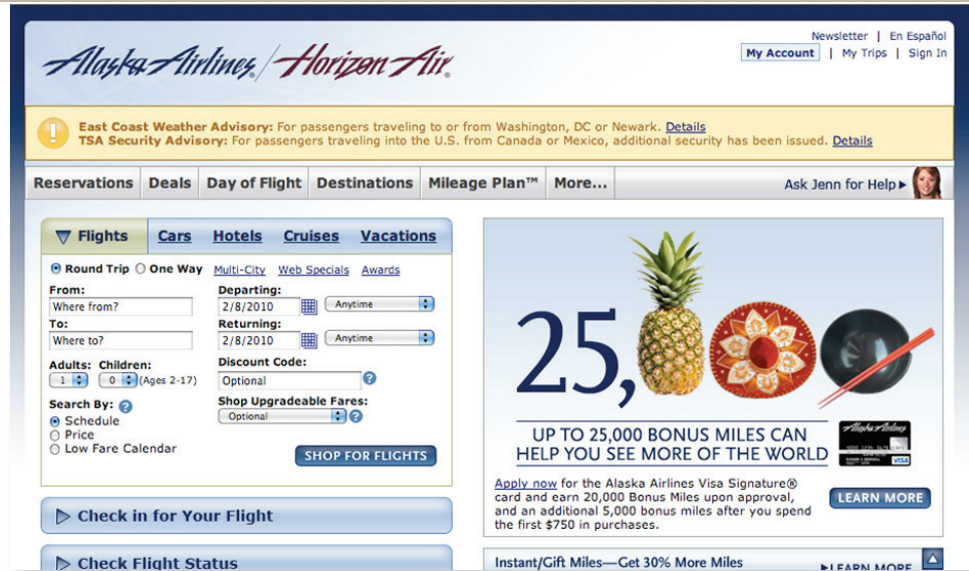 Newsletter | En Español
My Account | My Trips | Sign In
Alaska Airlines / Horizon Air
East Coast Weather Advisory: For passengers traveling to or from Washington, DC or Newark. Details
TSA Security Advisory: For passengers traveling into the U.S. from Canada or Mexico, additional security has been issued. Details
Reservations Deals Day of Flight Destinations Mileage Plan™ More...
Ask Jenn for Help
Flights Cars Hotels Cruises Vacations
Round Trip One Way Multi-City Web Specials Awards
From: Departing:
Where from? 2/8/2010 Anytime
To: Returning:
Where to? 2/8/2010 Anytime
Adults: Children: Discount Code:
1 0 (Ages 2-17) Optional ?
Search By: ? Shop Upgradeable Fares:
Schedule Optional ?
Price
Low Fare Calendar
SHOP FOR FLIGHTS
Check in for Your Flight
Check Flight Status
25,
UP TO 25,000 BONUS MILES CAN
HELP YOU SEE MORE OF THE WORLD
Alaska Airlines
VISA
Apply now for the Alaska Airlines Visa Signature®
card and earn 20,000 Bonus Miles upon approval,
and an additional 5,000 bonus miles after you spend
the first $750 in purchases.
LEARN MORE
Instant/Gift Miles—Get 30% More Miles
LEARN MORE